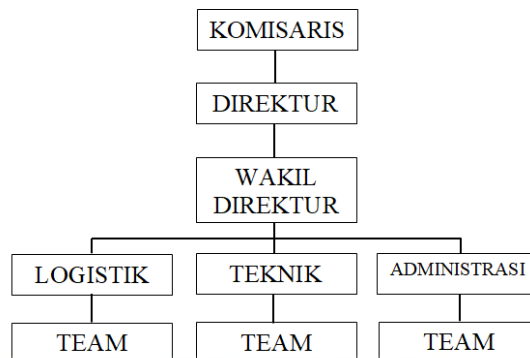 KOMISARIS
DIREKTUR
WAKIL
DIREKTUR
LOGISTIK
TEKNIK
ADMINISTRASI
TEAM
TEAM
TEAM